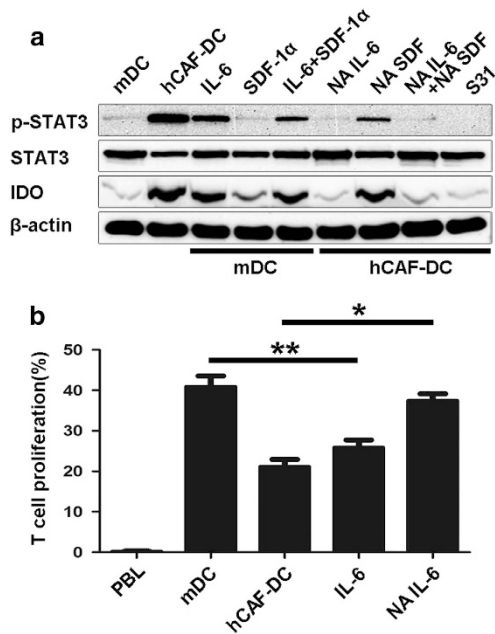 a
mDC
hCAF-DC
IL-6
SDF-1α
IL-6+SDF-1α
NA IL-6
NA SDF
NA IL-6
+NA SDF
S31
p-STAT3
STAT3
IDO
β-actin
mDC hCAF-DC
b
* 
**
T cell proliferation(%)
50
40
30
20
10
0
PBL
mDC
hCAF-DC
IL-6
NA IL-6